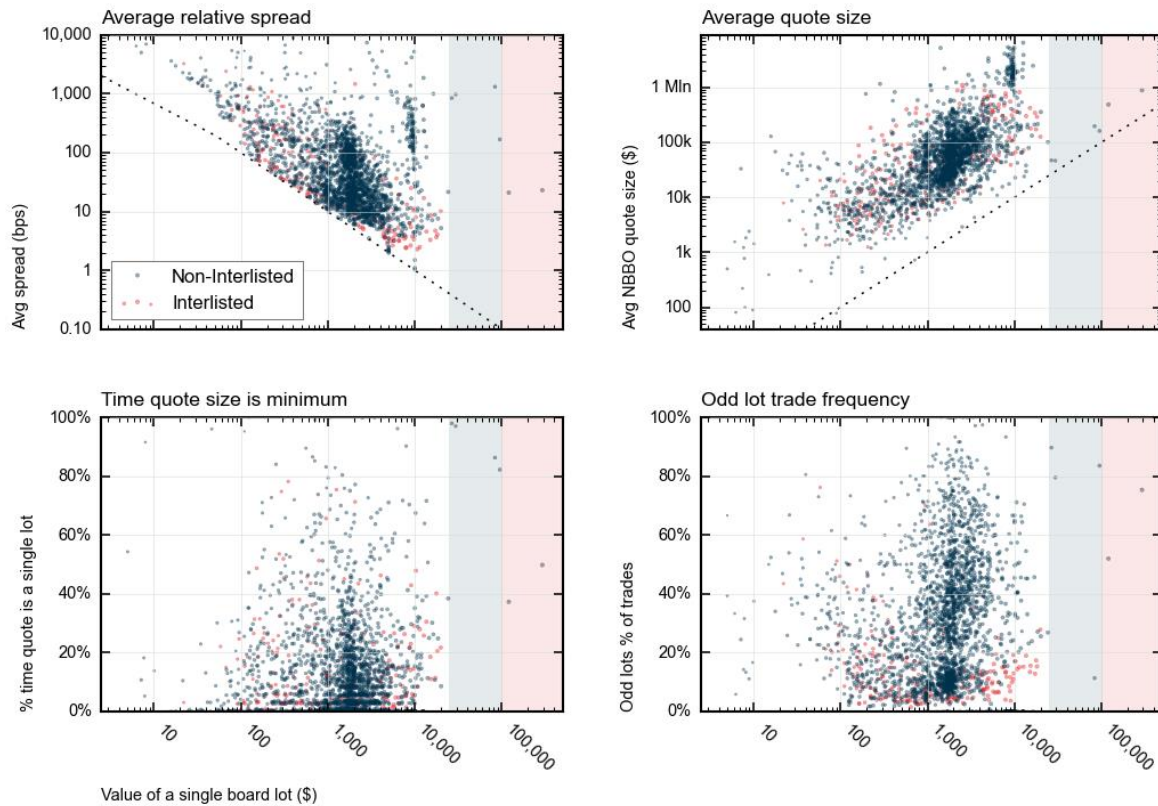 Average relative spread
10,000
1,000
100
10
1
0.10
Avg spread (bps)
Non-Interlisted
Interlisted
Average quote size
1 Mln
100k
10k
1k
100
Avg NBBO quote size ($)
Time quote size is minimum
100%
80%
60%
40%
20%
0%
% time quote is a single lot
10
100
1,000
10,000
100,000
Value of a single board lot ($)
Odd lot trade frequency
100%
80%
60%
40%
20%
0%
Odd lots % of trades
10
100
1,000
10,000
100,000